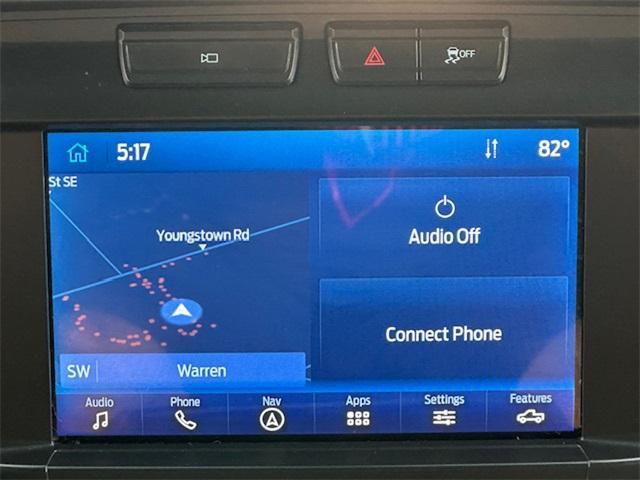 OFF
5:17
82°
St SE
Youngstown Rd
Audio Off
Connect Phone
SW Warren
Audio Phone Nav Apps Settings Features